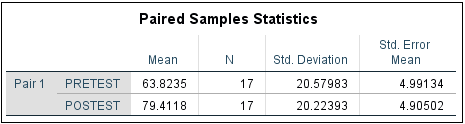 Paired Samples Statistics
Mean N Std. Deviation Std. Error Mean
Pair 1 PRETEST 63.8235 17 20.57983 4.99134
POSTEST 79.4118 17 20.22393 4.90502